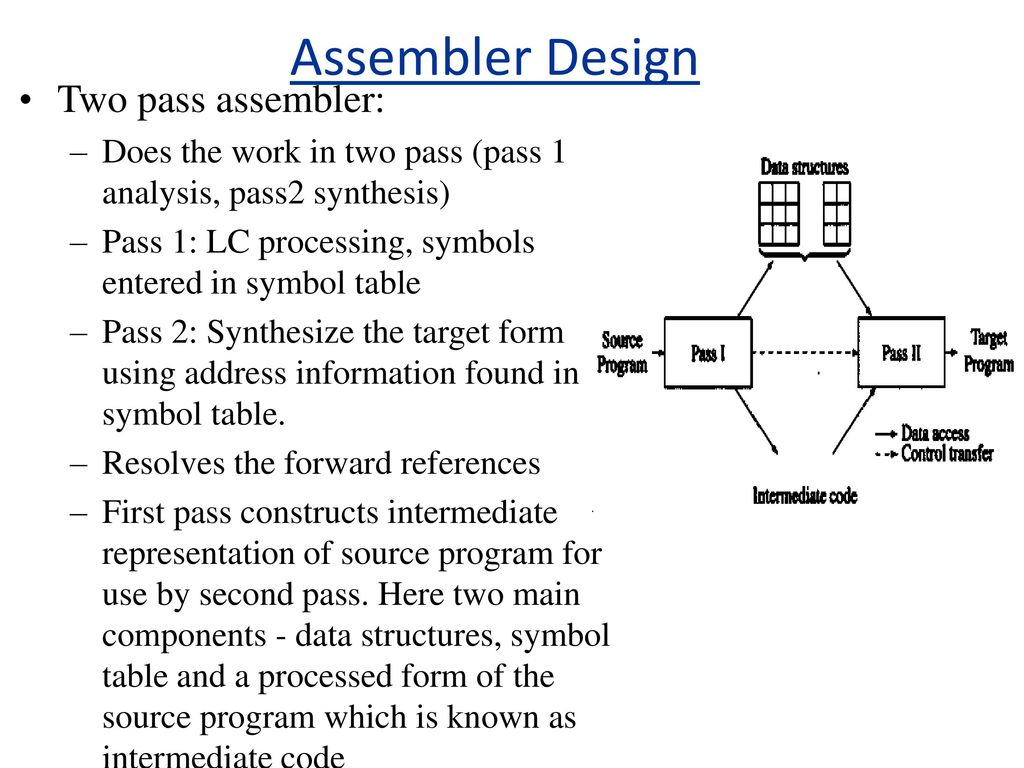 Assembler Design
• Two pass assembler:
– Does the work in two pass (pass 1
analysis, pass2 synthesis)
– Pass 1: LC processing, symbols
entered in symbol table
– Pass 2: Synthesize the target form
using address information found in
symbol table.
– Resolves the forward references
– First pass constructs intermediate
representation of source program for
use by second pass. Here two main
components - data structures, symbol
table and a processed form of the
source program which is known as
intermediate code
Data structures
Source
Program
Pass I
Pass II
Target
Program
Data access
Control transfer
Intermediate code